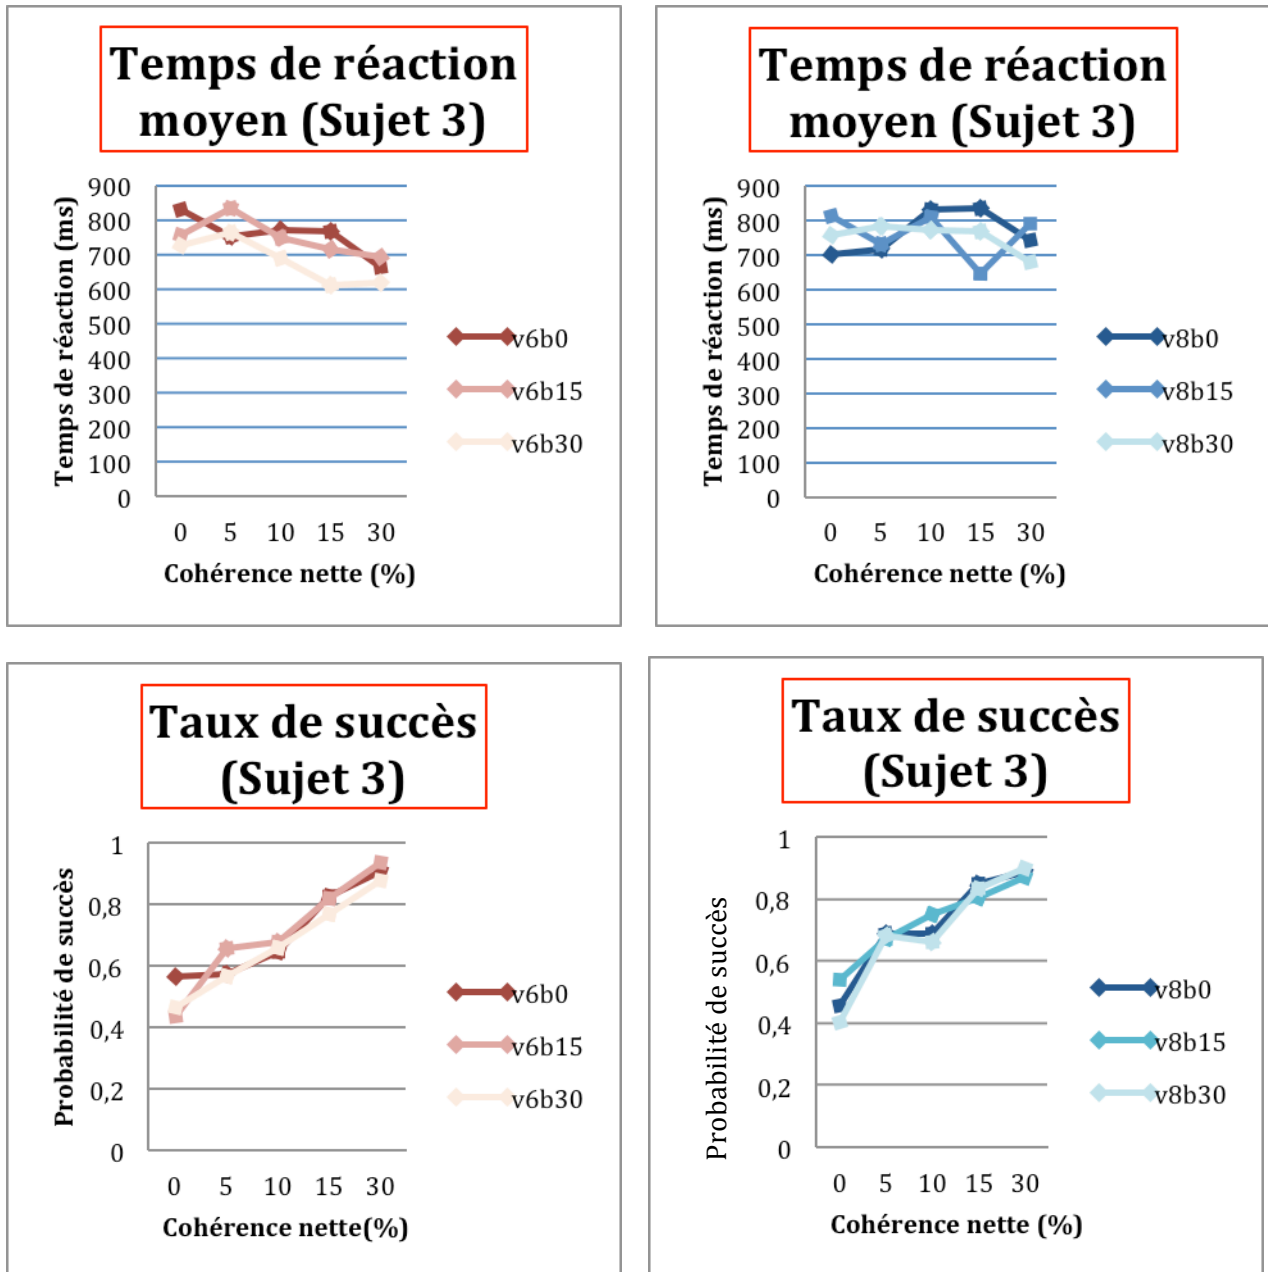 Temps de réaction
moyen (Sujet 3)
900
800
700
600
500
400
300
200
100
0
Temps de réaction (ms)
0 5 10 15 30
Cohérence nette (%)
v6b0
v6b15
v6b30
Temps de réaction
moyen (Sujet 3)
900
800
700
600
500
400
300
200
100
0
Temps de réaction (ms)
0 5 10 15 30
Cohérence nette (%)
v8b0
v8b15
v8b30
Taux de succès
(Sujet 3)
1
0,8
0,6
0,4
0,2
0
Probabilité de succès
0 5 10 15 30
Cohérence nette(%)
v6b0
v6b15
v6b30
Taux de succès
(Sujet 3)
1
0,8
0,6
0,4
0,2
0
Probabilité de succès
0 5 10 15 30
Cohérence nette (%)
v8b0
v8b15
v8b30